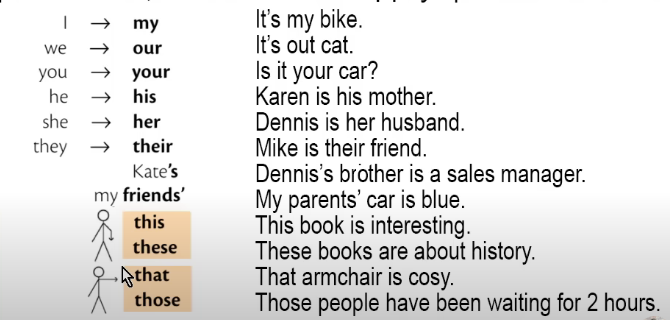 I → my It's my bike.
we → our It's out cat.
you → your Is it your car?
he → his Karen is his mother.
she → her Dennis is her husband.
they → their Mike is their friend.
Kate's Dennis's brother is a sales manager.
my friends' My parents' car is blue.
this This book is interesting.
these These books are about history.
that That armchair is cosy.
those Those people have been waiting for 2 hours.